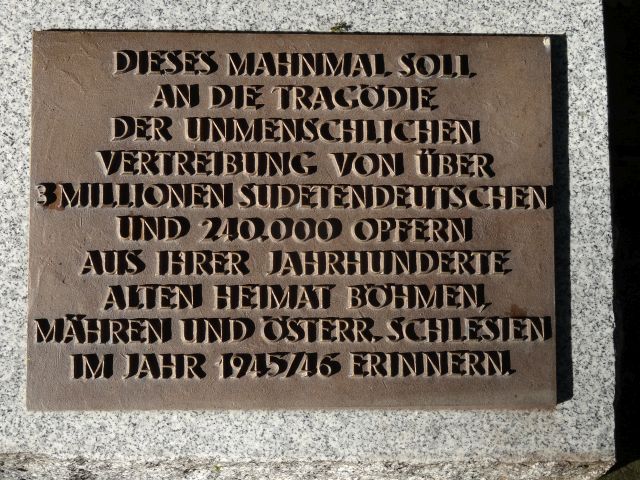 DIESES MAHNMAL SOLL
AN DIE TRAGÖDIE
DER UNMENSCHLICHEN
VERTREIBUNG VON ÜBER
3 MILLIONEN SUDETENDEUTSCHEN
UND 240.000 OPFERN
AUS IHRER JAHRHUNDERTE
ALTEN HEIMAT BÖHMEN,
MÄHREN UND ÖSTERR. SCHLESIEN
IM JAHR 1945/46 ERINNERN.